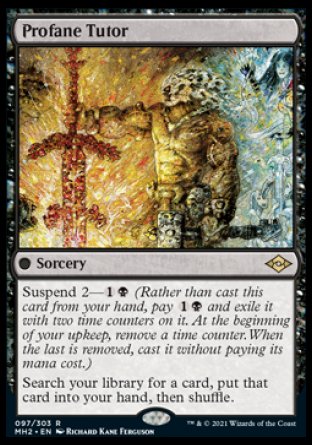 Profane Tutor
Sorcery
Suspend 2—1 (Rather than cast this
card from your hand, pay 1 and exile it
with two time counters on it. At the beginning
of your upkeep, remove a time counter. When
the last is removed, cast it without paying its
mana cost.)
Search your library for a card, put that
card into your hand, then shuffle.
097/303 R
MH2 • EN Richard Kane Ferguson
™ & © 2021 Wizards of the Coast